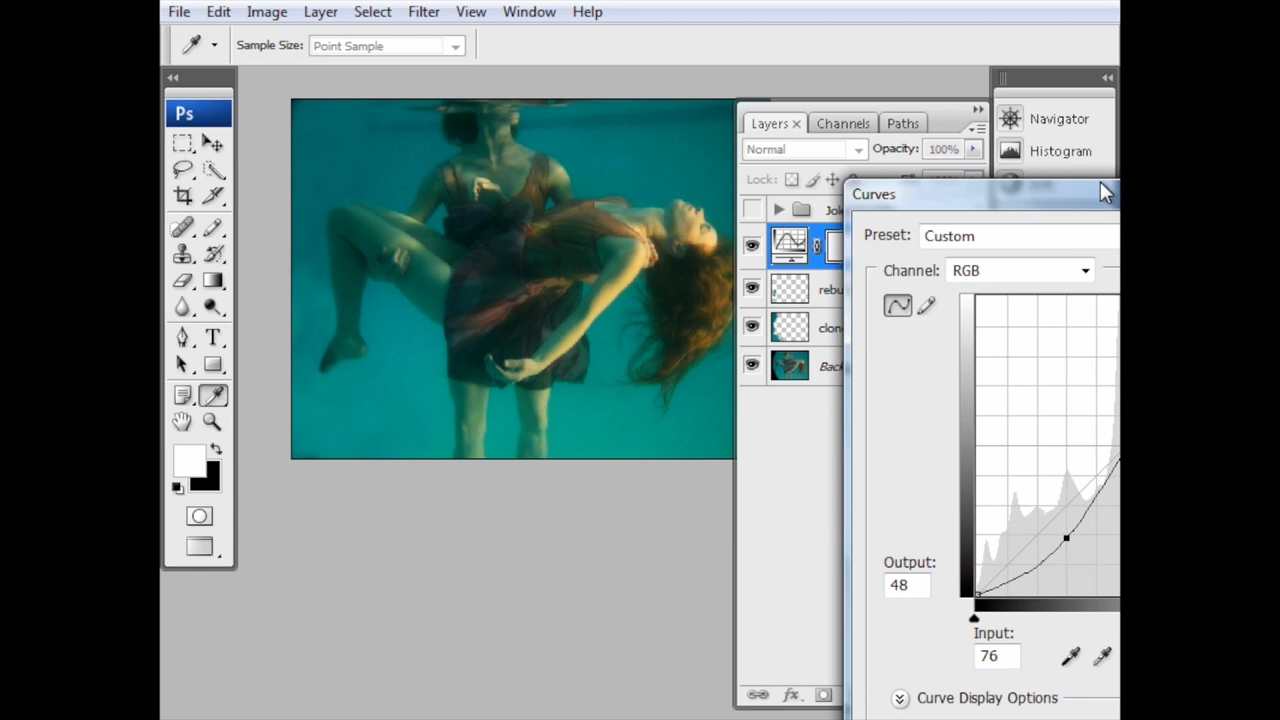 File Edit Image Layer Select Filter View Window Help
Sample Size: Point Sample
Ps
Layers Channels Paths
Normal Opacity: 100%
Lock:
Navigator
Histogram
Curves
Preset: Custom
Channel: RGB
Output:
48
Input:
76
Curve Display Options
T
fx